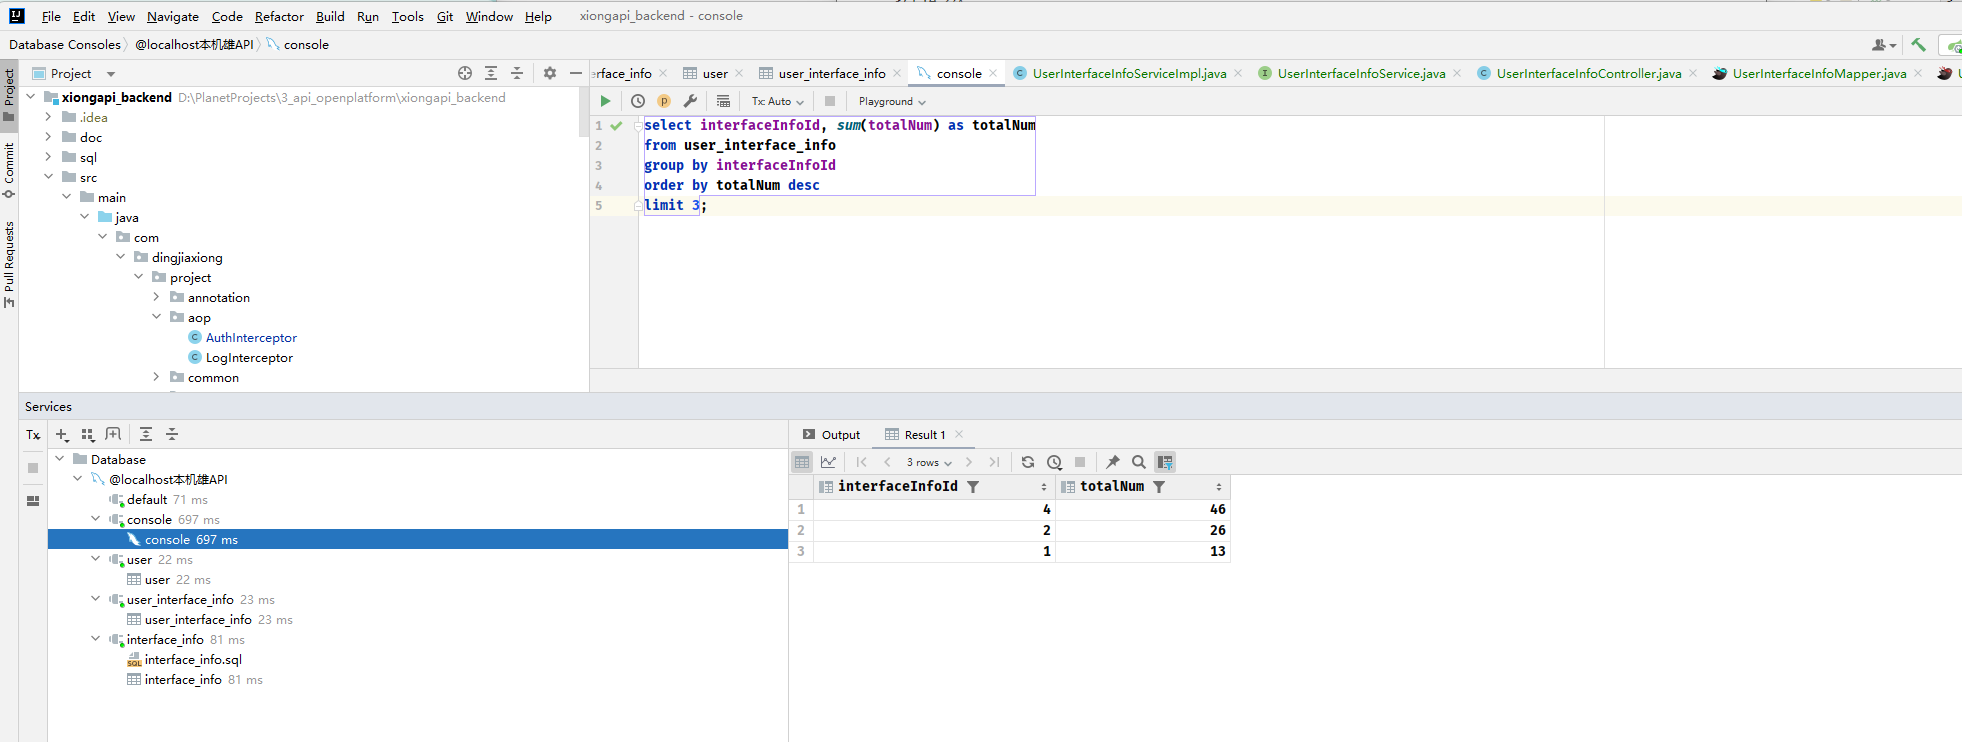 File Edit View Navigate Code Refactor Build Run Tools Git Window Help xiongapi_backend - console
Database Consoles @localhost本机雄API console
Project
erface_info user user_interface_info console UserInterfaceInfoServiceImpl.java UserInterfaceInfoService.java UserInterfaceInfoController.java UserInterfaceInfoMapper.java
Project
Commit
Pull Requests
xiongapi_backend D:\PlanetProjects\3_api_openplatform\xiongapi_backend
.idea
doc
sql
src
main
java
com
dingjiaxiong
project
annotation
aop
AuthInterceptor
LogInterceptor
common
Tx: Auto Playground
1 select interfaceInfoId, sum(totalNum) as totalNum
2 from user_interface_info
3 group by interfaceInfoId
4 order by totalNum desc
5 limit 3;
Services
Tx
Database
@localhost本机雄API
default 71 ms
console 697 ms
console 697 ms
user 22 ms
user 22 ms
user_interface_info 23 ms
user_interface_info 23 ms
interface_info 81 ms
interface_info.sql
interface_info 81 ms
Output Result 1
3 rows
interfaceInfoId totalNum
1 4 46
2 2 26
3 1 13